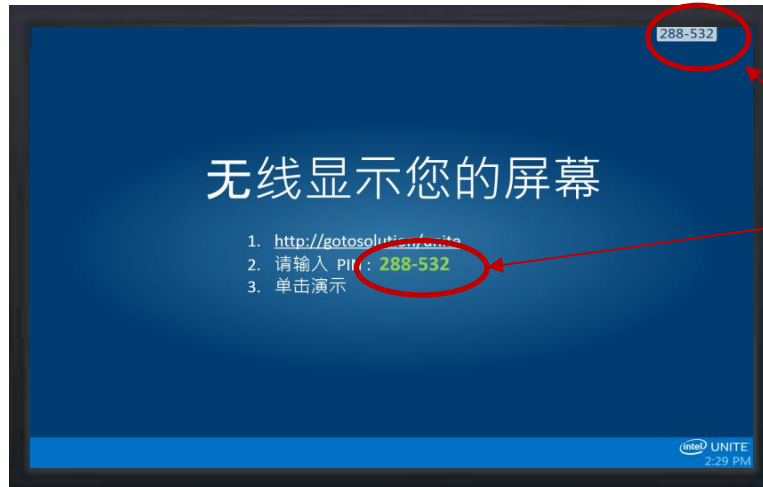 288-532
无线显示您的屏幕
1. http://gotosolution/unite
2. 请输入 PIN : 288-532
3. 单击演示
intel UNITE
2:29 PM